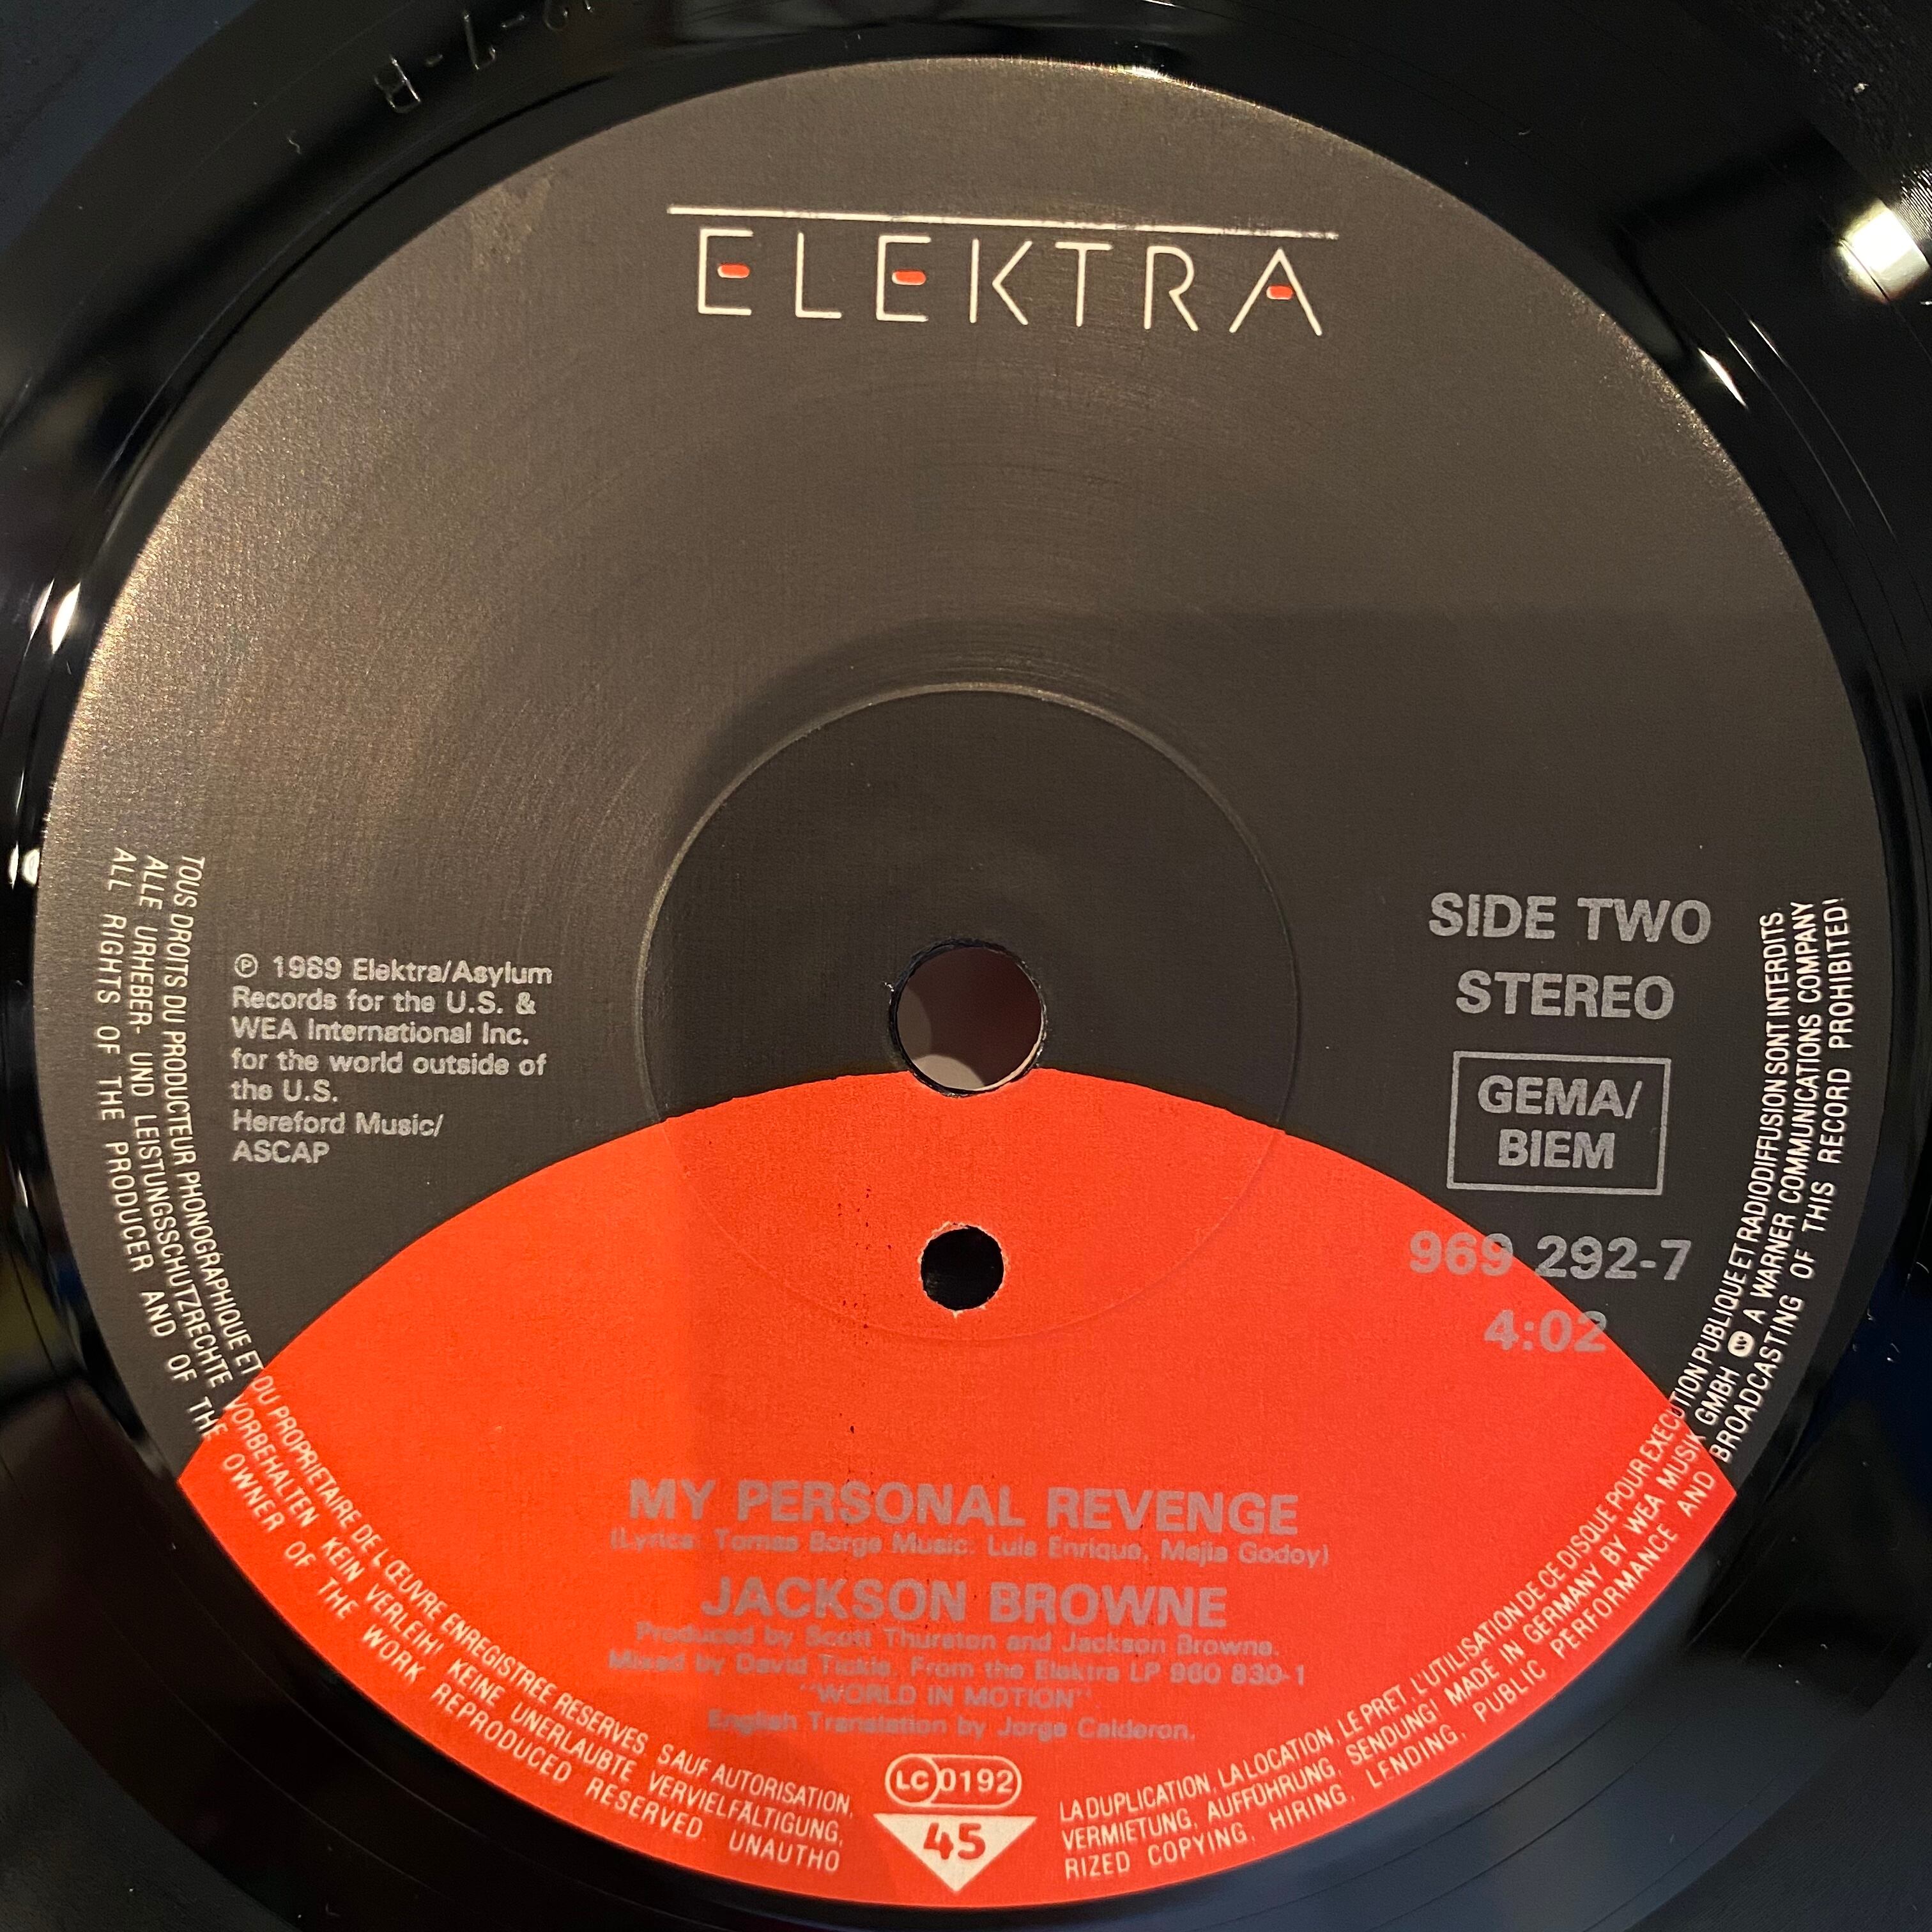 ELEKTRA
SIDE TWO
STEREO
GEMA/
BIEM
969 292-7
4:02
℗ 1989 Elektra/Asylum
Records for the U.S. &
WEA International Inc.
for the world outside of
the U.S.
Hereford Music/
ASCAP
MY PERSONAL REVENGE
(Lyrics: Tomas Borge Music: Luis Enrique, Mejia Godoy)
JACKSON BROWNE
Produced by Scott Thurston and Jackson Browne.
Mixed by David Tickle. From the Elektra LP 960 830-1
"WORLD IN MOTION"
English Translation by Jorge Calderon.
LC 0192
45
TOUS DROITS DU PRODUCTEUR PHONOGRAPHIQUE ET DU PROPRIETAIRE DE L'ŒUVRE ENREGISTREE RESERVES. SAUF AUTORISATION, LA DUPLICATION, LA LOCATION, LE PRET, L'UTILISATION DE CE DISQUE POUR EXECUTION PUBLIQUE ET RADIODIFFUSION SONT INTERDITS.
ALLE URHEBER- UND LEISTUNGSSCHUTZRECHTE VORBEHALTEN. KEIN VERLEIH! KEINE UNERLAUBTE VERVIELFÄLTIGUNG, VERMIETUNG, AUFFÜHRUNG, SENDUNG! MADE IN GERMANY BY WEA MUSIK GMBH A WARNER COMMUNICATIONS COMPANY
ALL RIGHTS OF THE PRODUCER AND OF THE OWNER OF THE WORK REPRODUCED RESERVED. UNAUTHORIZED COPYING, HIRING, LENDING, PUBLIC PERFORMANCE AND BROADCASTING OF THIS RECORD PROHIBITED!